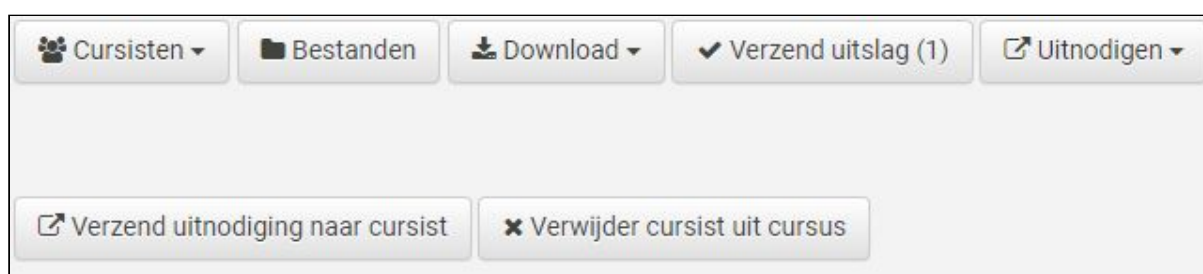 Cursisten Bestanden Download Verzend uitslag (1) Uitnodigen
Verzend uitnodiging naar cursist Verwijder cursist uit cursus